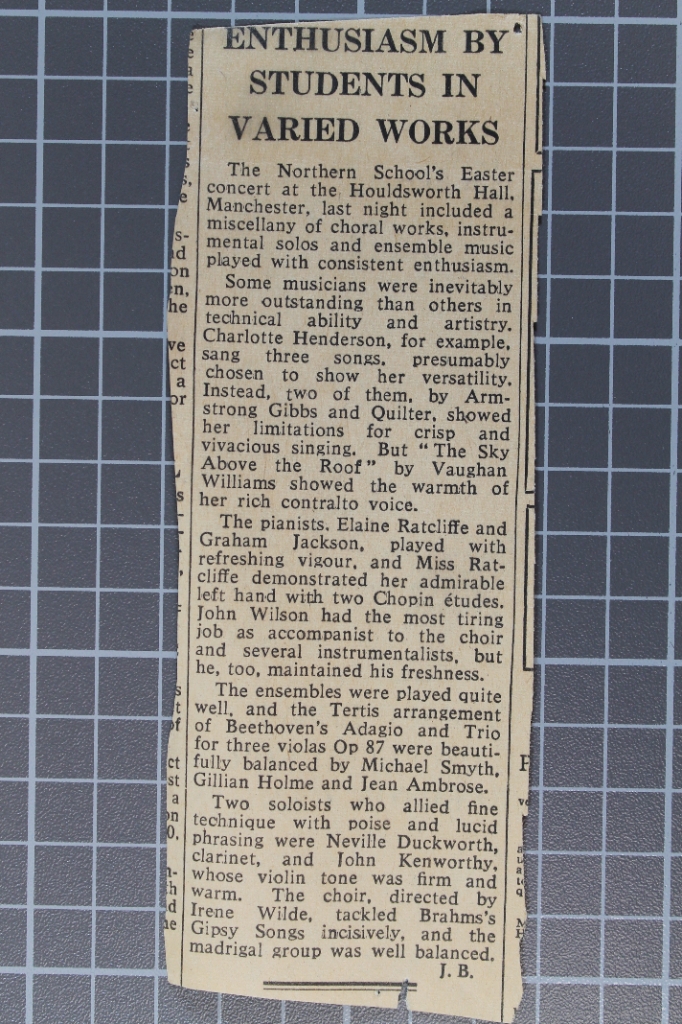 ENTHUSIASM BY
STUDENTS IN
VARIED WORKS
The Northern School's Easter
concert at the Houldsworth Hall,
Manchester, last night included a
miscellany of choral works, instru-
mental solos and ensemble music
played with consistent enthusiasm.
Some musicians were inevitably
more outstanding than others in
technical ability and artistry.
Charlotte Henderson, for example,
sang three songs, presumably
chosen to show her versatility.
Instead, two of them, by Arm-
strong Gibbs and Quilter, showed
her limitations for crisp and
vivacious singing. But "The Sky
Above the Roof" by Vaughan
Williams showed the warmth of
her rich contralto voice.
The pianists, Elaine Ratcliffe and
Graham Jackson, played with
refreshing vigour, and Miss Rat-
cliffe demonstrated her admirable
left hand with two Chopin études.
John Wilson had the most tiring
job as accompanist to the choir
and several instrumentalists, but
he, too, maintained his freshness.
The ensembles were played quite
well, and the Tertis arrangement
of Beethoven's Adagio and Trio
for three violas Op 87 were beauti-
fully balanced by Michael Smyth,
Gillian Holme and Jean Ambrose.
Two soloists who allied fine
technique with poise and lucid
phrasing were Neville Duckworth,
clarinet, and John Kenworthy,
whose violin tone was firm and
warm. The choir, directed by
Irene Wilde, tackled Brahms's
Gipsy Songs incisively, and the
madrigal group was well balanced.
J. B.